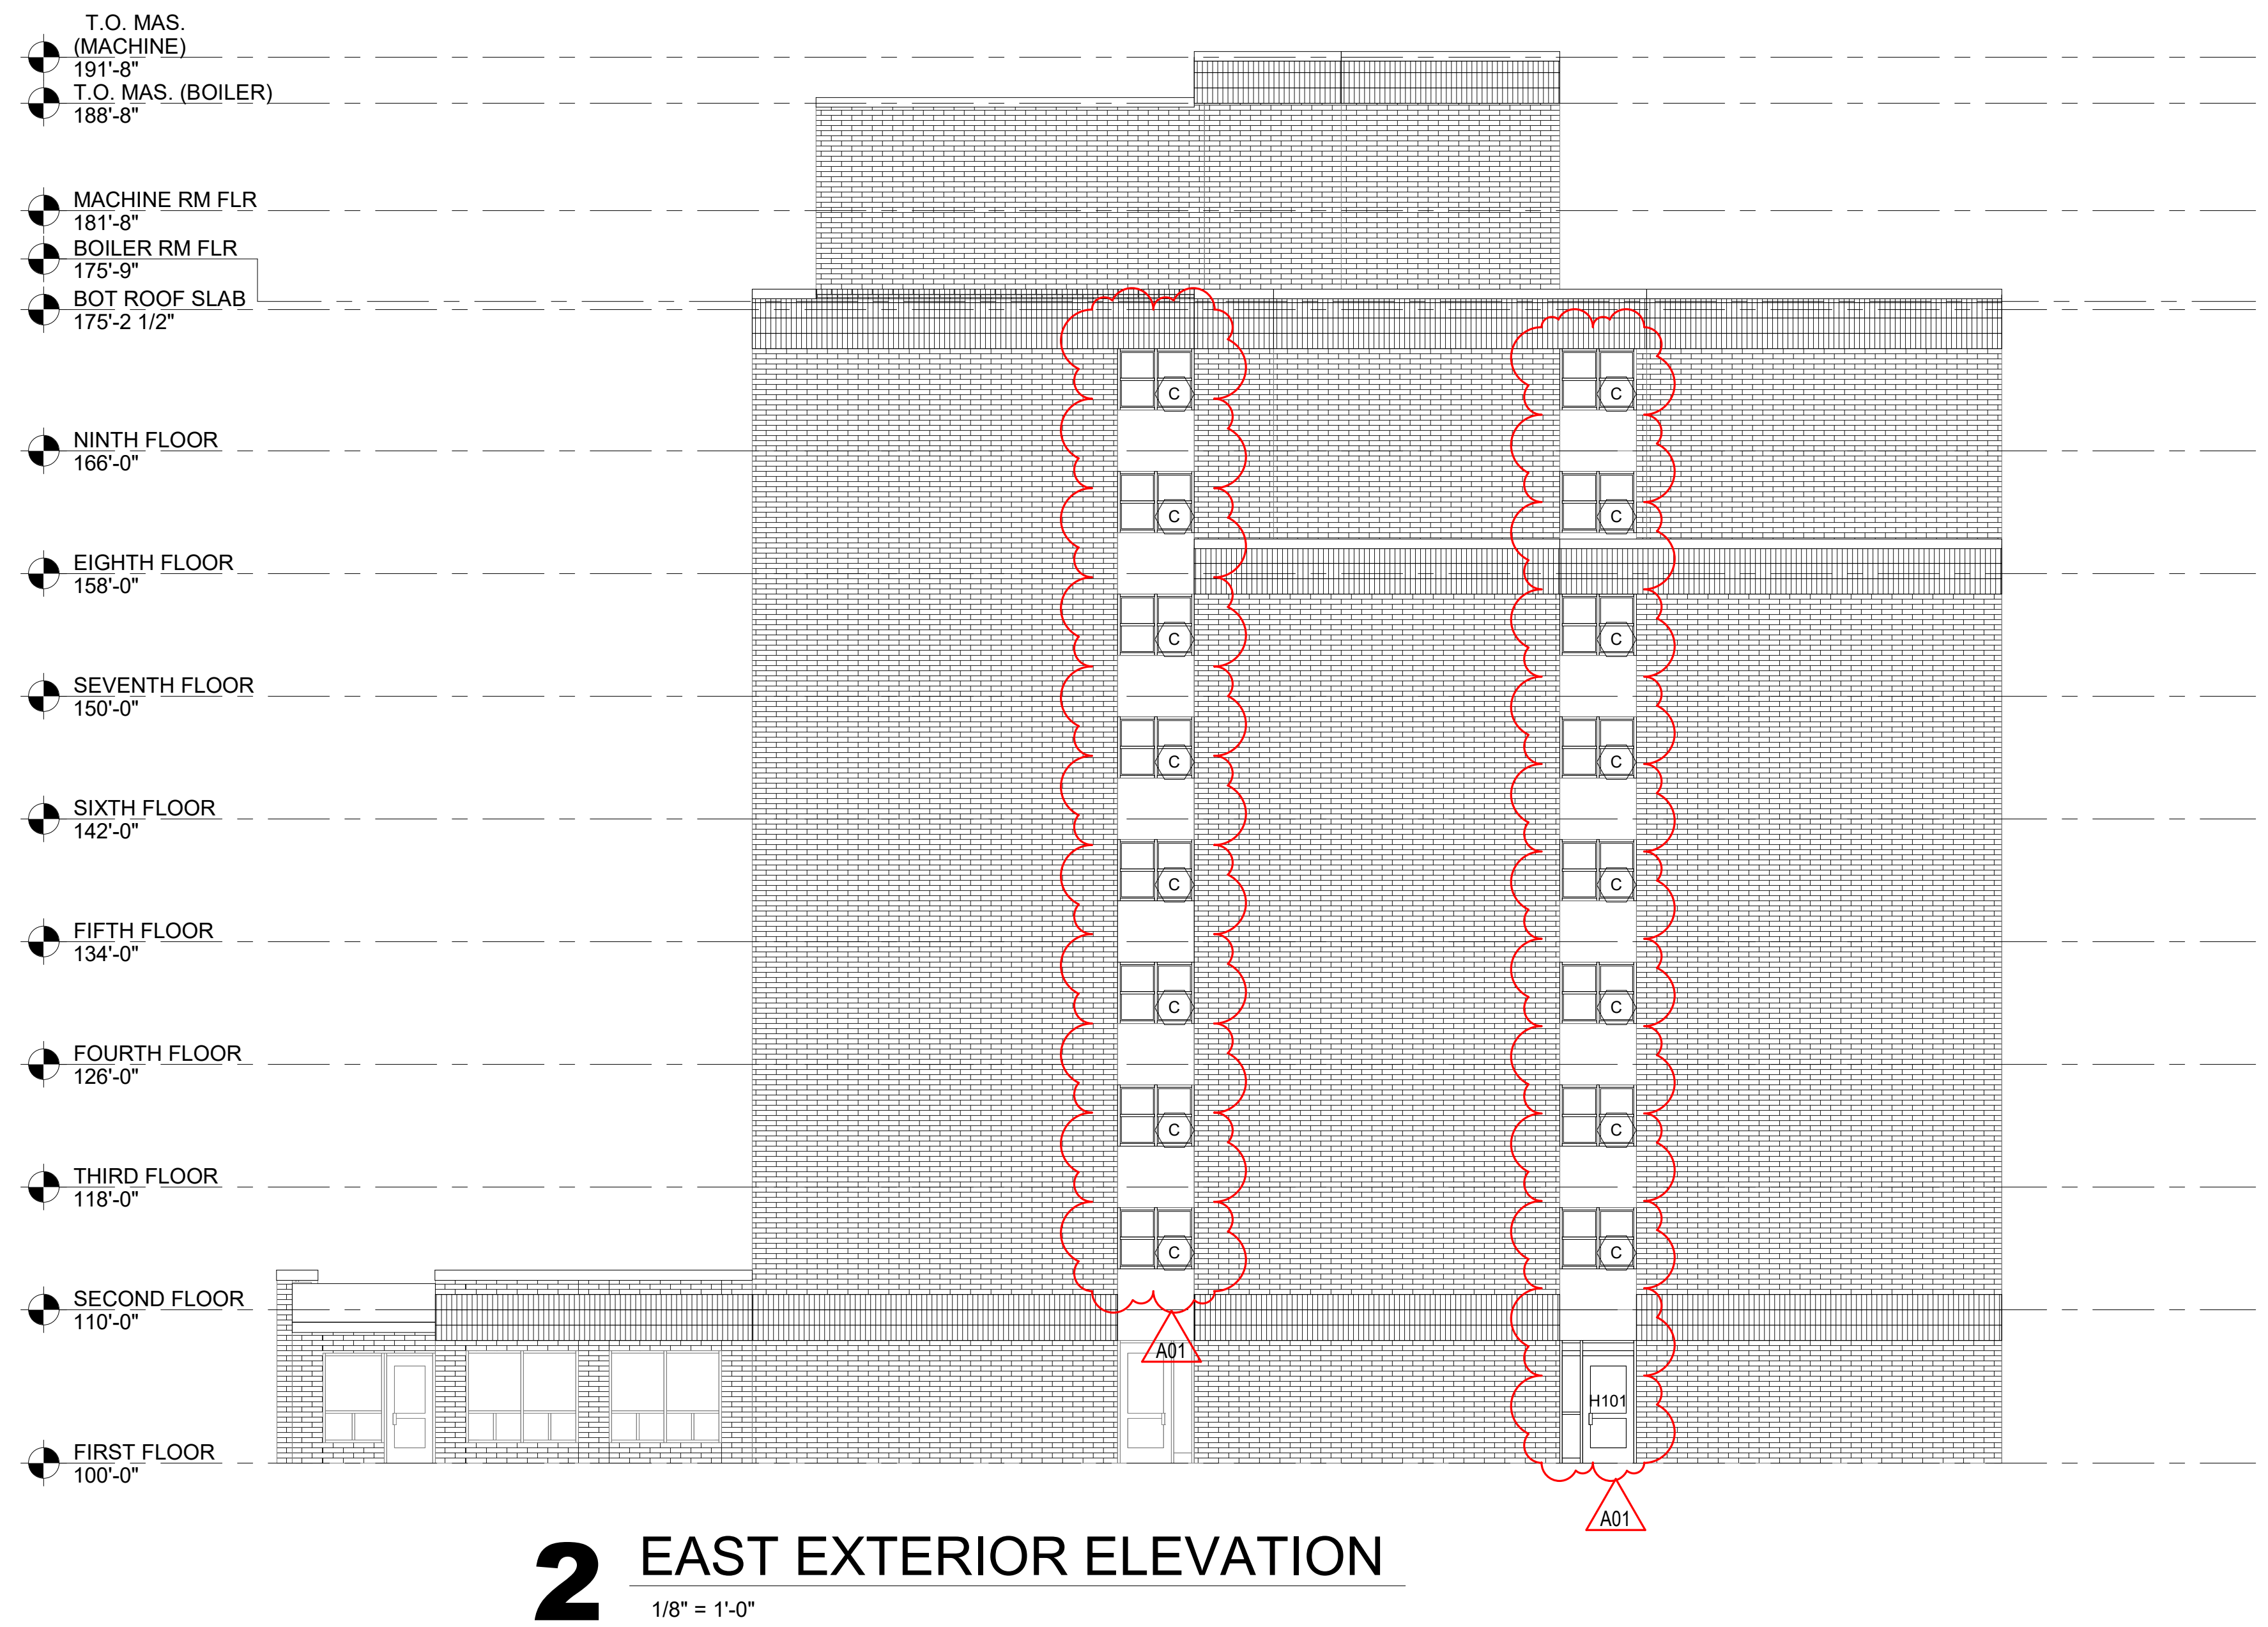 T.O. MAS.
(MACHINE)
191'-8"
T.O. MAS. (BOILER)
188'-8"
MACHINE RM FLR
181'-8"
BOILER RM FLR
175'-9"
BOT ROOF SLAB
175'-2 1/2"
C C
NINTH FLOOR
166'-0"
C C
EIGHTH FLOOR
158'-0"
C C
SEVENTH FLOOR
150'-0"
C C
SIXTH FLOOR
142'-0"
C C
FIFTH FLOOR
134'-0"
C C
FOURTH FLOOR
126'-0"
C C
THIRD FLOOR
118'-0"
C C
SECOND FLOOR
110'-0"
A01
H101
FIRST FLOOR
100'-0"
A01
2 EAST EXTERIOR ELEVATION
1/8" = 1'-0"